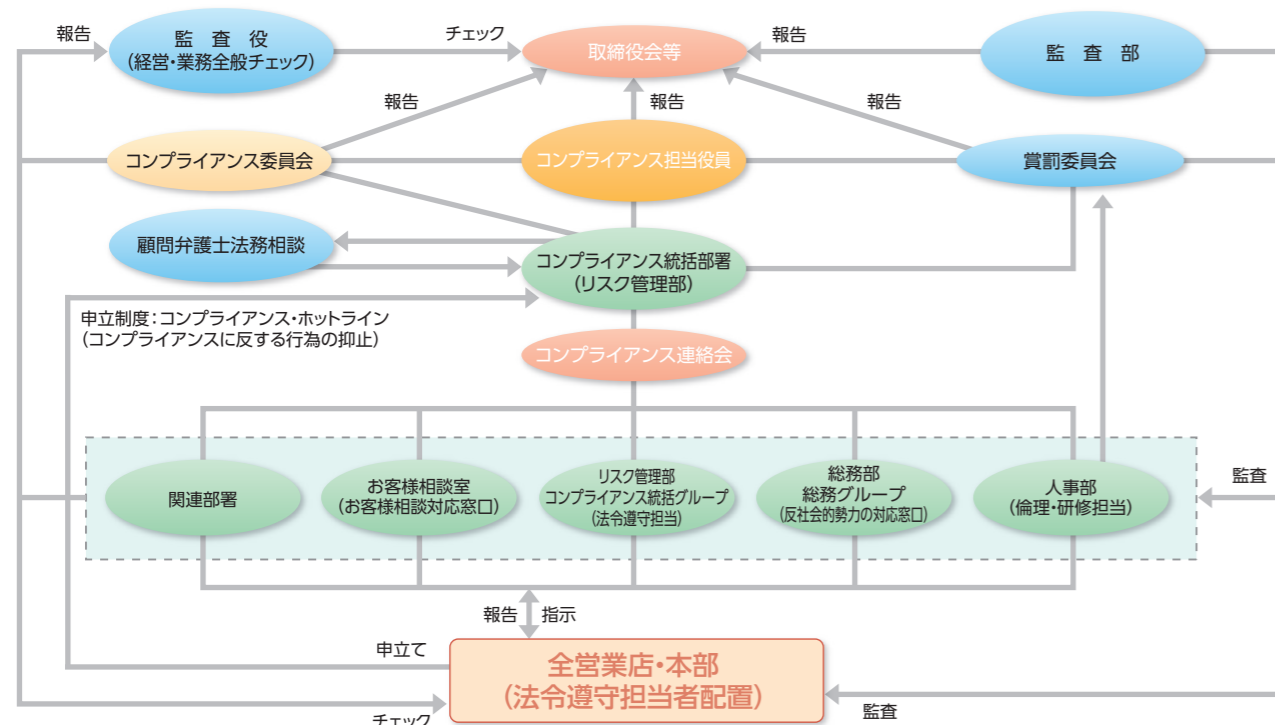 報告
監査役
(経営・業務全般チェック)
チェック
取締役会等
報告
監査部
報告
報告
報告
コンプライアンス委員会
コンプライアンス担当役員
賞罰委員会
顧問弁護士法務相談
コンプライアンス統括部署
(リスク管理部)
申立制度：コンプライアンス・ホットライン
(コンプライアンスに反する行為の抑止)
コンプライアンス連絡会
関連部署
お客様相談室
(お客様相談対応窓口)
リスク管理部
コンプライアンス統括グループ
(法令遵守担当)
総務部
総務グループ
(反社会的勢力の対応窓口)
人事部
(倫理・研修担当)
監査
報告 指示
申立て
全営業店・本部
(法令遵守担当者配置)
チェック
監査